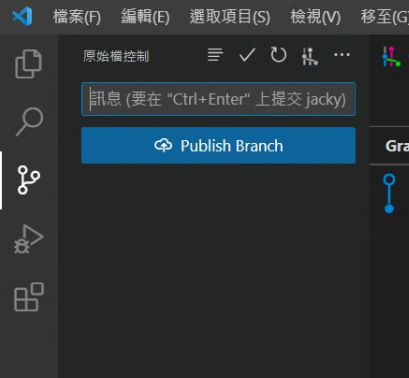 檔案(F) 編輯(E) 選取項目(S) 檢視(V) 移至(G)
原始檔控制
訊息 (要在 "Ctrl+Enter" 上提交 jacky)
Publish Branch
Gra